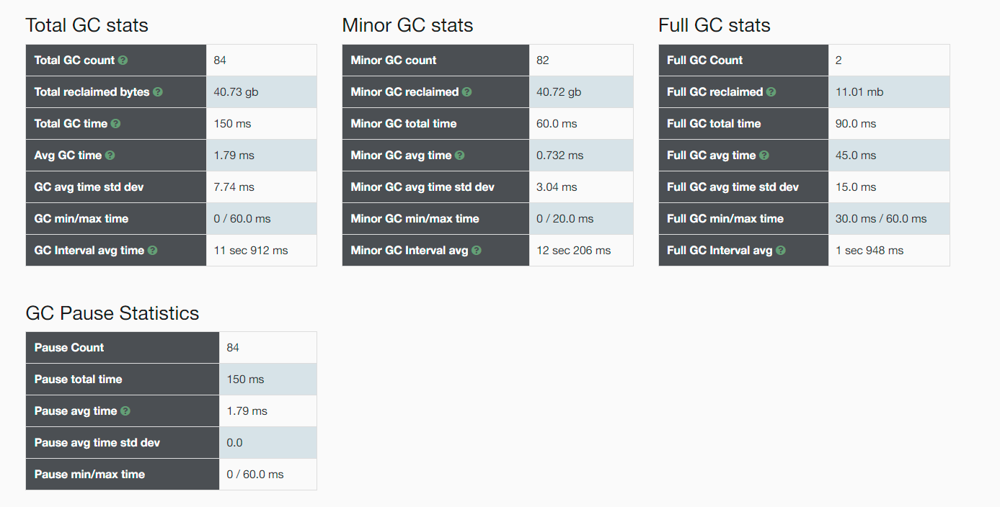 Total GC stats
Total GC count 84
Total reclaimed bytes 40.73 gb
Total GC time 150 ms
Avg GC time 1.79 ms
GC avg time std dev 7.74 ms
GC min/max time 0 / 60.0 ms
GC Interval avg time 11 sec 912 ms
Minor GC stats
Minor GC count 82
Minor GC reclaimed 40.72 gb
Minor GC total time 60.0 ms
Minor GC avg time 0.732 ms
Minor GC avg time std dev 3.04 ms
Minor GC min/max time 0 / 20.0 ms
Minor GC Interval avg 12 sec 206 ms
Full GC stats
Full GC Count 2
Full GC reclaimed 11.01 mb
Full GC total time 90.0 ms
Full GC avg time 45.0 ms
Full GC avg time std dev 15.0 ms
Full GC min/max time 30.0 ms / 60.0 ms
Full GC Interval avg 1 sec 948 ms
GC Pause Statistics
Pause Count 84
Pause total time 150 ms
Pause avg time 1.79 ms
Pause avg time std dev 0.0
Pause min/max time 0 / 60.0 ms